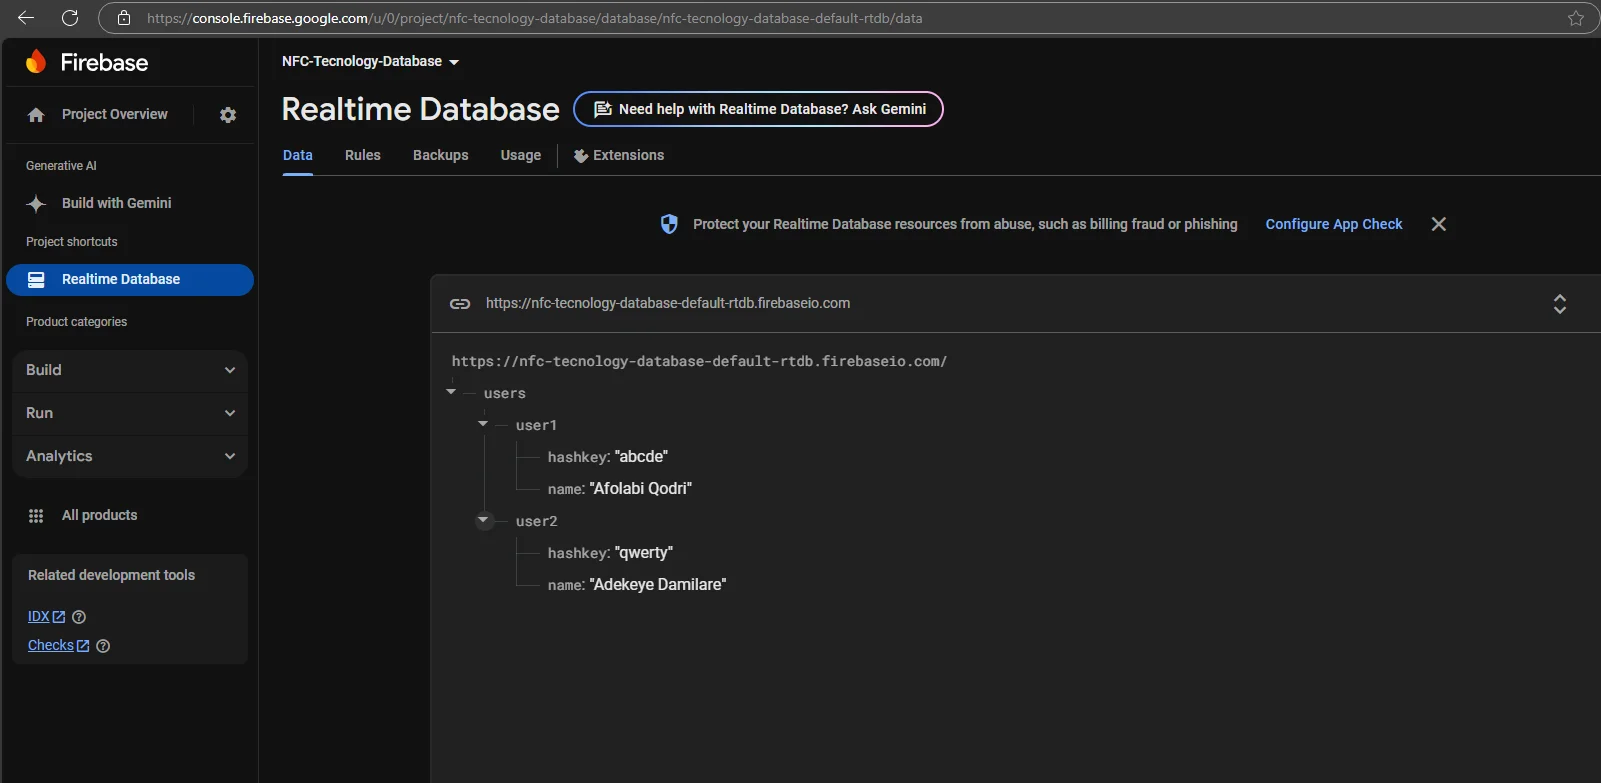 https://console.firebase.google.com/u/0/project/nfc-tecnology-database/database/nfc-tecnology-database-default-rtdb/data
Firebase
Project Overview
Generative AI
Build with Gemini
Project shortcuts
Realtime Database
Product categories
Build
Run
Analytics
All products
Related development tools
IDX
Checks
NFC-Tecnology-Database
Realtime Database
Need help with Realtime Database? Ask Gemini
Data Rules Backups Usage Extensions
Protect your Realtime Database resources from abuse, such as billing fraud or phishing Configure App Check
https://nfc-tecnology-database-default-rtdb.firebaseio.com
https://nfc-tecnology-database-default-rtdb.firebaseio.com/
users
user1
hashkey: "abcde"
name: "Afolabi Qodri"
user2
hashkey: "qwerty"
name: "Adekeye Damilare"